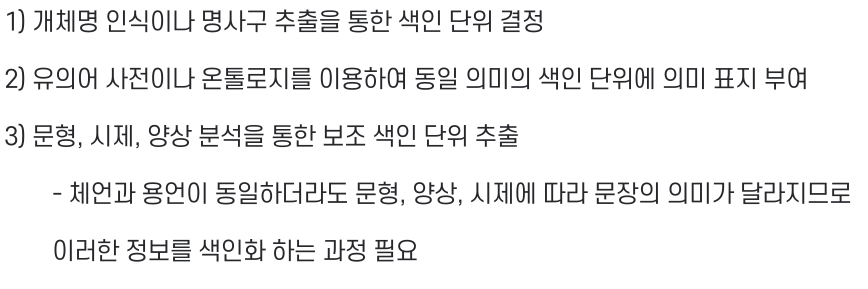 1) 개체명 인식이나 명사구 추출을 통한 색인 단위 결정
2) 유의어 사전이나 온톨로지를 이용하여 동일 의미의 색인 단위에 의미 표지 부여
3) 문형, 시제, 양상 분석을 통한 보조 색인 단위 추출
- 체언과 용언이 동일하더라도 문형, 양상, 시제에 따라 문장의 의미가 달라지므로
이러한 정보를 색인화 하는 과정 필요